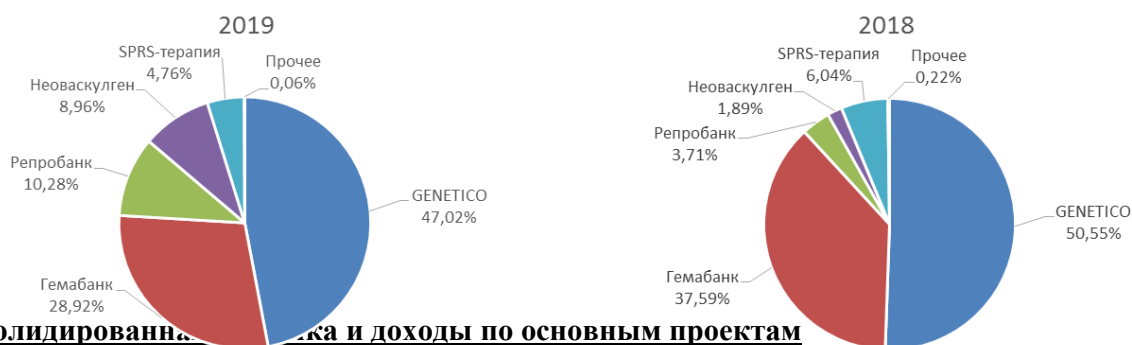 2019
SPRS-терапия
4,76%
Прочее
0,06%
Неоваскулген
8,96%
Репробанк
10,28%
GENETICO
47,02%
Гемабанк
28,92%
2018
SPRS-терапия
6,04%
Прочее
0,22%
Неоваскулген
1,89%
Репробанк
3,71%
GENETICO
50,55%
Гемабанк
37,59%
и доходы по основным проектам